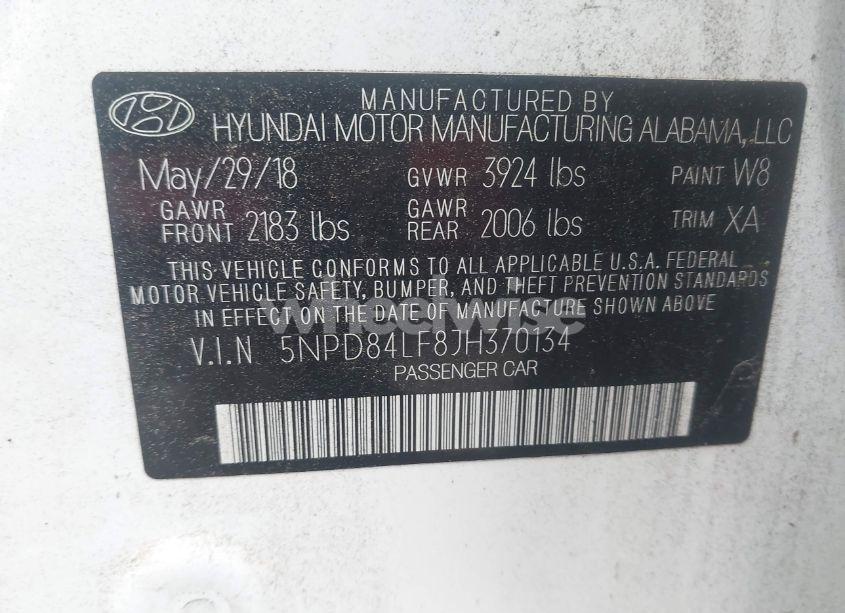 MANUFACTURED BY
HYUNDAI MOTOR MANUFACTURING ALABAMA, LLC
May/29/18 GVWR 3924 lbs PAINT W8
GAWR FRONT 2183 lbs GAWR REAR 2006 lbs TRIM XA
THIS VEHICLE CONFORMS TO ALL APPLICABLE U.S.A. FEDERAL
MOTOR VEHICLE SAFETY, BUMPER, AND THEFT PREVENTION STANDARDS
IN EFFECT ON THE DATE OF MANUFACTURE SHOWN ABOVE
wheelwise
V.I.N 5NPD84LF8JH370134
PASSENGER CAR